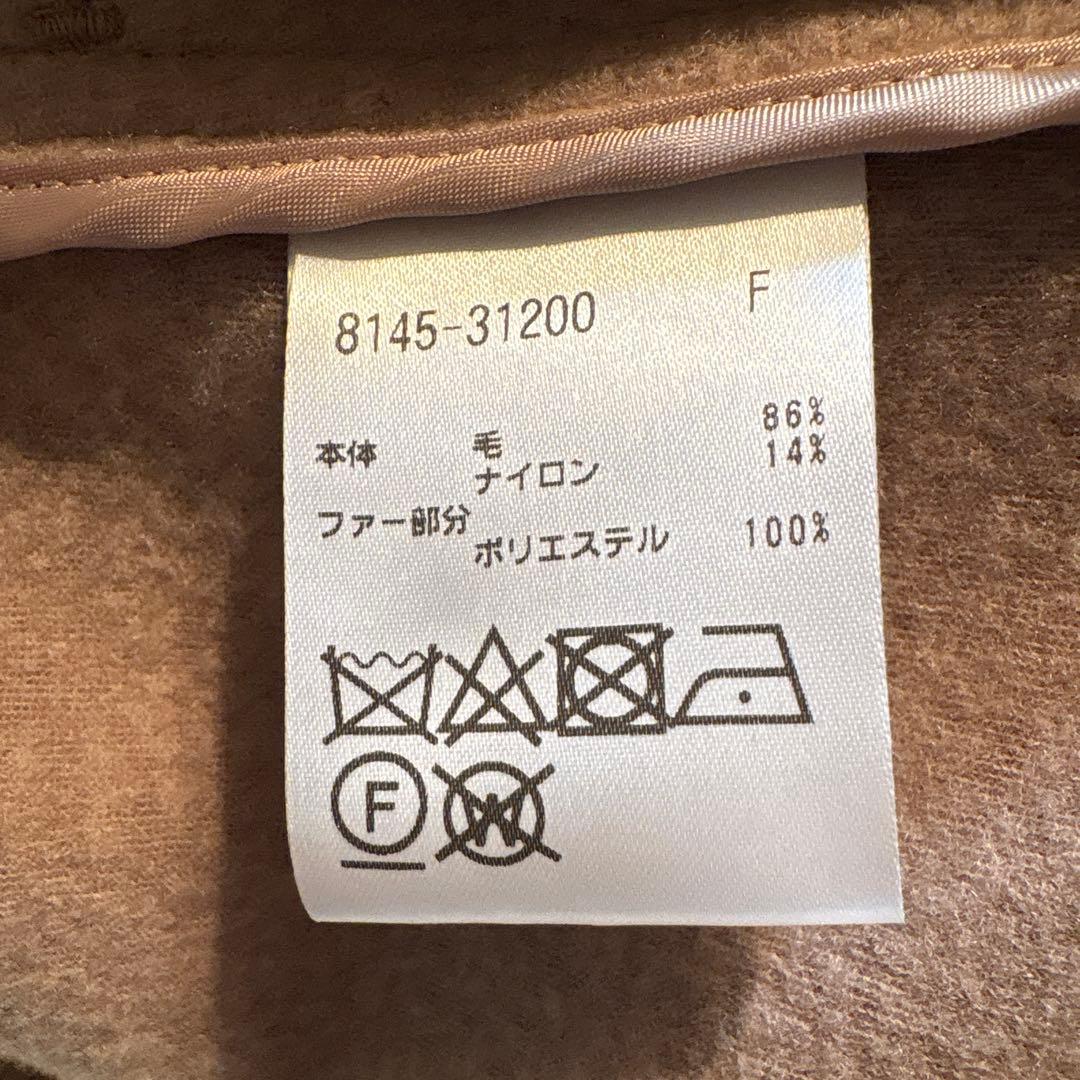 8145-31200 F
本体 毛 86%
ナイロン 14%
ファー部分
ポリエステル 100%
F
W